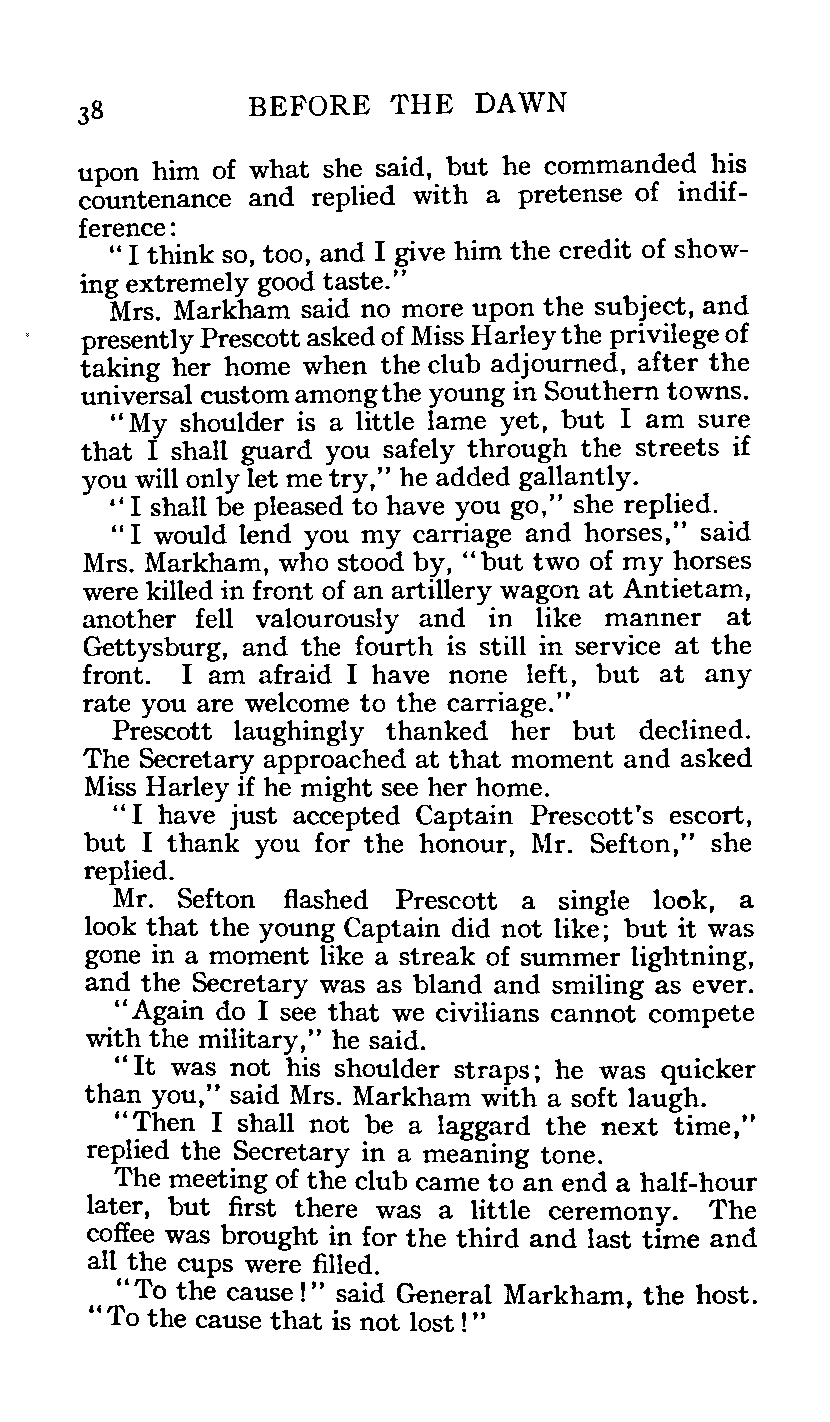 38 BEFORE THE DAWN
upon him of what she said, but he commanded his
countenance and replied with a pretense of indif-
ference:
"I think so, too, and I give him the credit of show-
ing extremely good taste."
Mrs. Markham said no more upon the subject, and
presently Prescott asked of Miss Harley the privilege of
taking her home when the club adjourned, after the
universal custom among the young in Southern towns.
"My shoulder is a little lame yet, but I am sure
that I shall guard you safely through the streets if
you will only let me try," he added gallantly.
"I shall be pleased to have you go," she replied.
"I would lend you my carriage and horses," said
Mrs. Markham, who stood by, "but two of my horses
were killed in front of an artillery wagon at Antietam,
another fell valourously and in like manner at
Gettysburg, and the fourth is still in service at the
front. I am afraid I have none left, but at any
rate you are welcome to the carriage."
Prescott laughingly thanked her but declined.
The Secretary approached at that moment and asked
Miss Harley if he might see her home.
"I have just accepted Captain Prescott's escort,
but I thank you for the honour, Mr. Sefton," she
replied.
Mr. Sefton flashed Prescott a single look, a
look that the young Captain did not like; but it was
gone in a moment like a streak of summer lightning,
and the Secretary was as bland and smiling as ever.
"Again do I see that we civilians cannot compete
with the military," he said.
"It was not his shoulder straps; he was quicker
than you," said Mrs. Markham with a soft laugh.
"Then I shall not be a laggard the next time,"
replied the Secretary in a meaning tone.
The meeting of the club came to an end a half-hour
later, but first there was a little ceremony. The
coffee was brought in for the third and last time and
all the cups were filled.
"To the cause!" said General Markham, the host.
"To the cause that is not lost!"